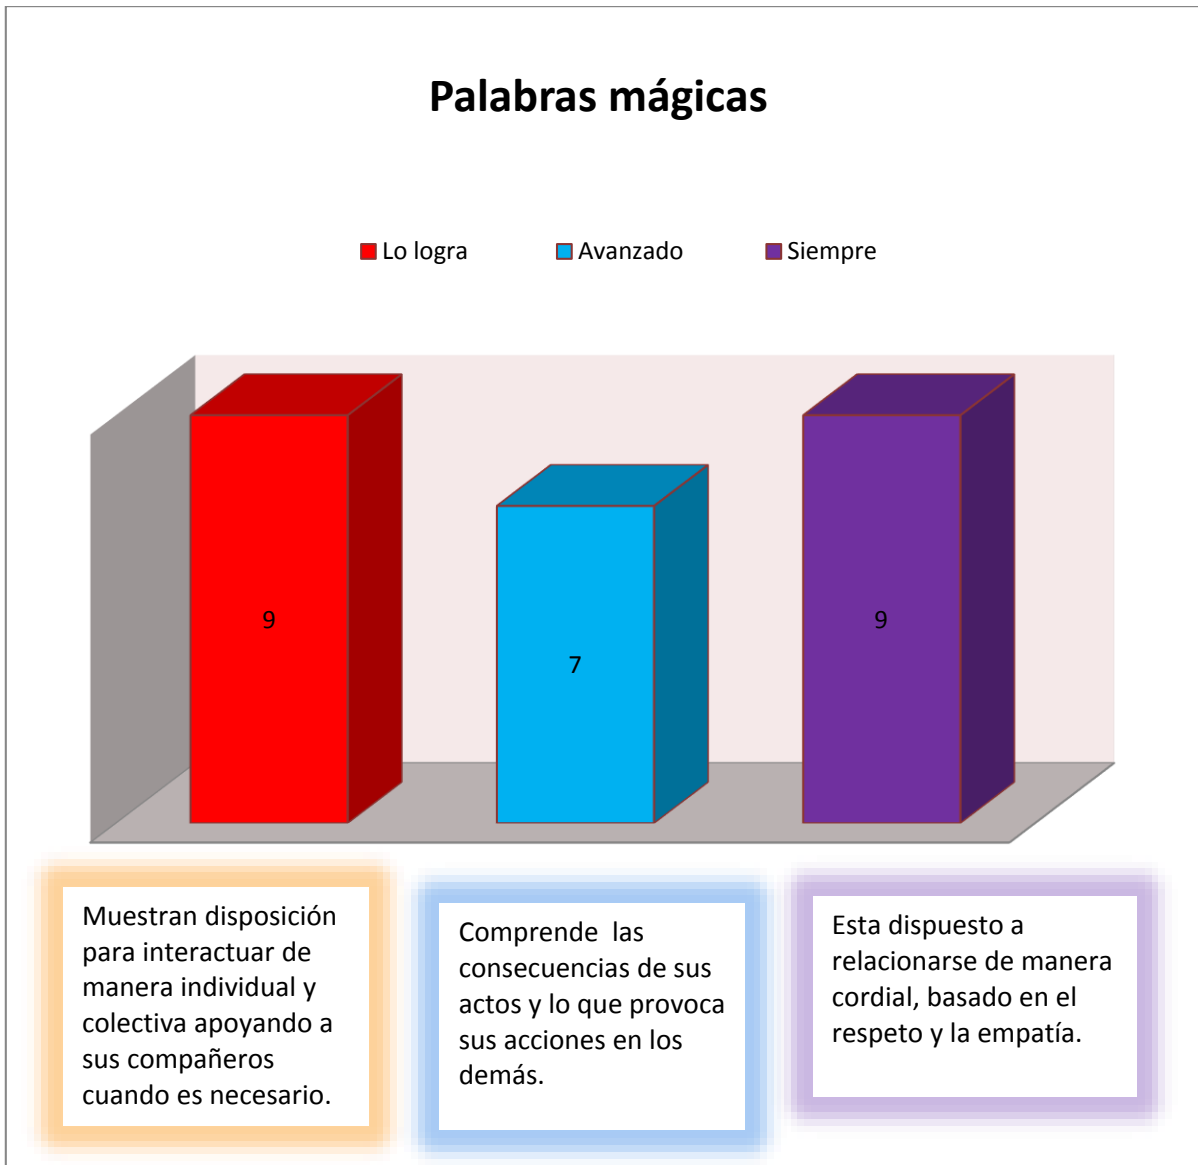 Palabras mágicas
Lo logra
Avanzado
Siempre
9
7
9
Muestran disposición
para interactuar de
manera individual y
colectiva apoyando a
sus compañeros
cuando es necesario.
Comprende las
consecuencias de sus
actos y lo que provoca
sus acciones en los
demás.
Esta dispuesto a
relacionarse de manera
cordial, basado en el
respeto y la empatía.